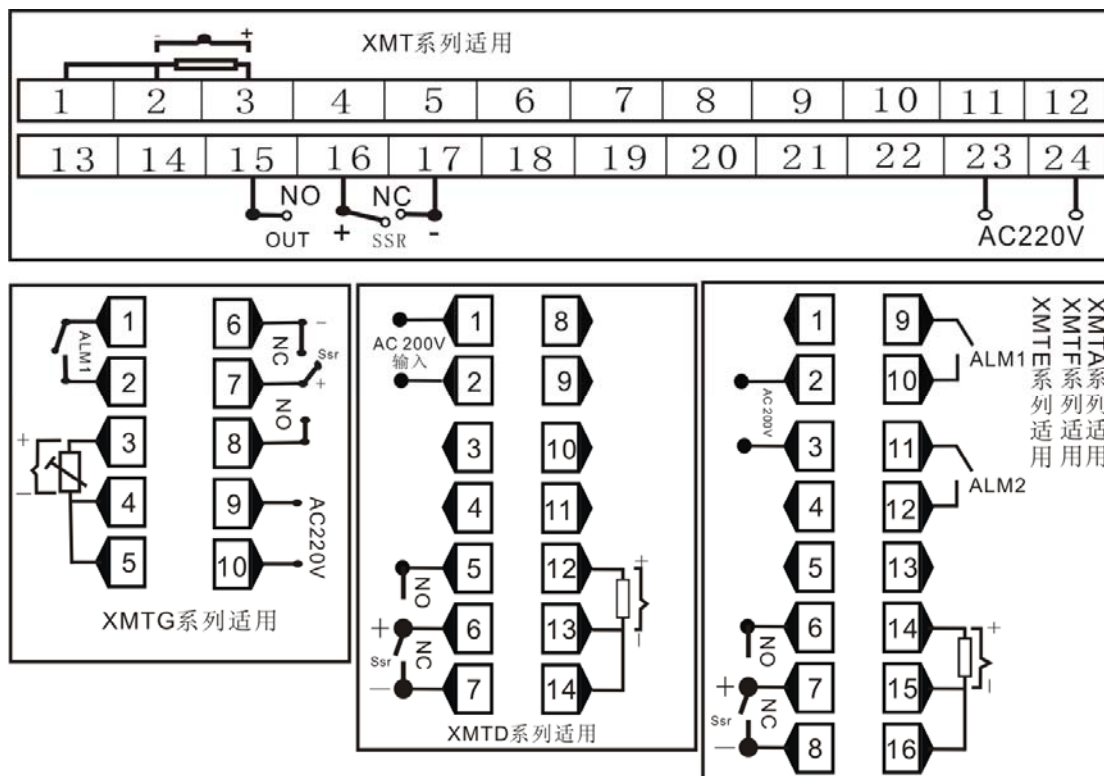 - +
XMT系列适用
1 2 3 4 5 6 7 8 9 10 11 12
13 14 15 16 17 18 19 20 21 22 23 24
NO NC
OUT + SSR - AC220V
1 6 -
ALM1 NC Ssr
2 7 +
+ 3 8 NO
- 4 9
AC220V
5 10
XMTG系列适用
1 8
AC 200V
输入
2 9
3 10
4 11
5 12 +
NO
+ 6 13 -
Ssr NC
- 7 14
XMTD系列适用
1 9
ALM1
2 10
AC 200V
3 11
ALM2
4 12
5 13
6 14 +
NO
+ 7 15 -
Ssr NC
- 8 16
XMTA系列适用
XMTF系列适用
XMTE系列适用